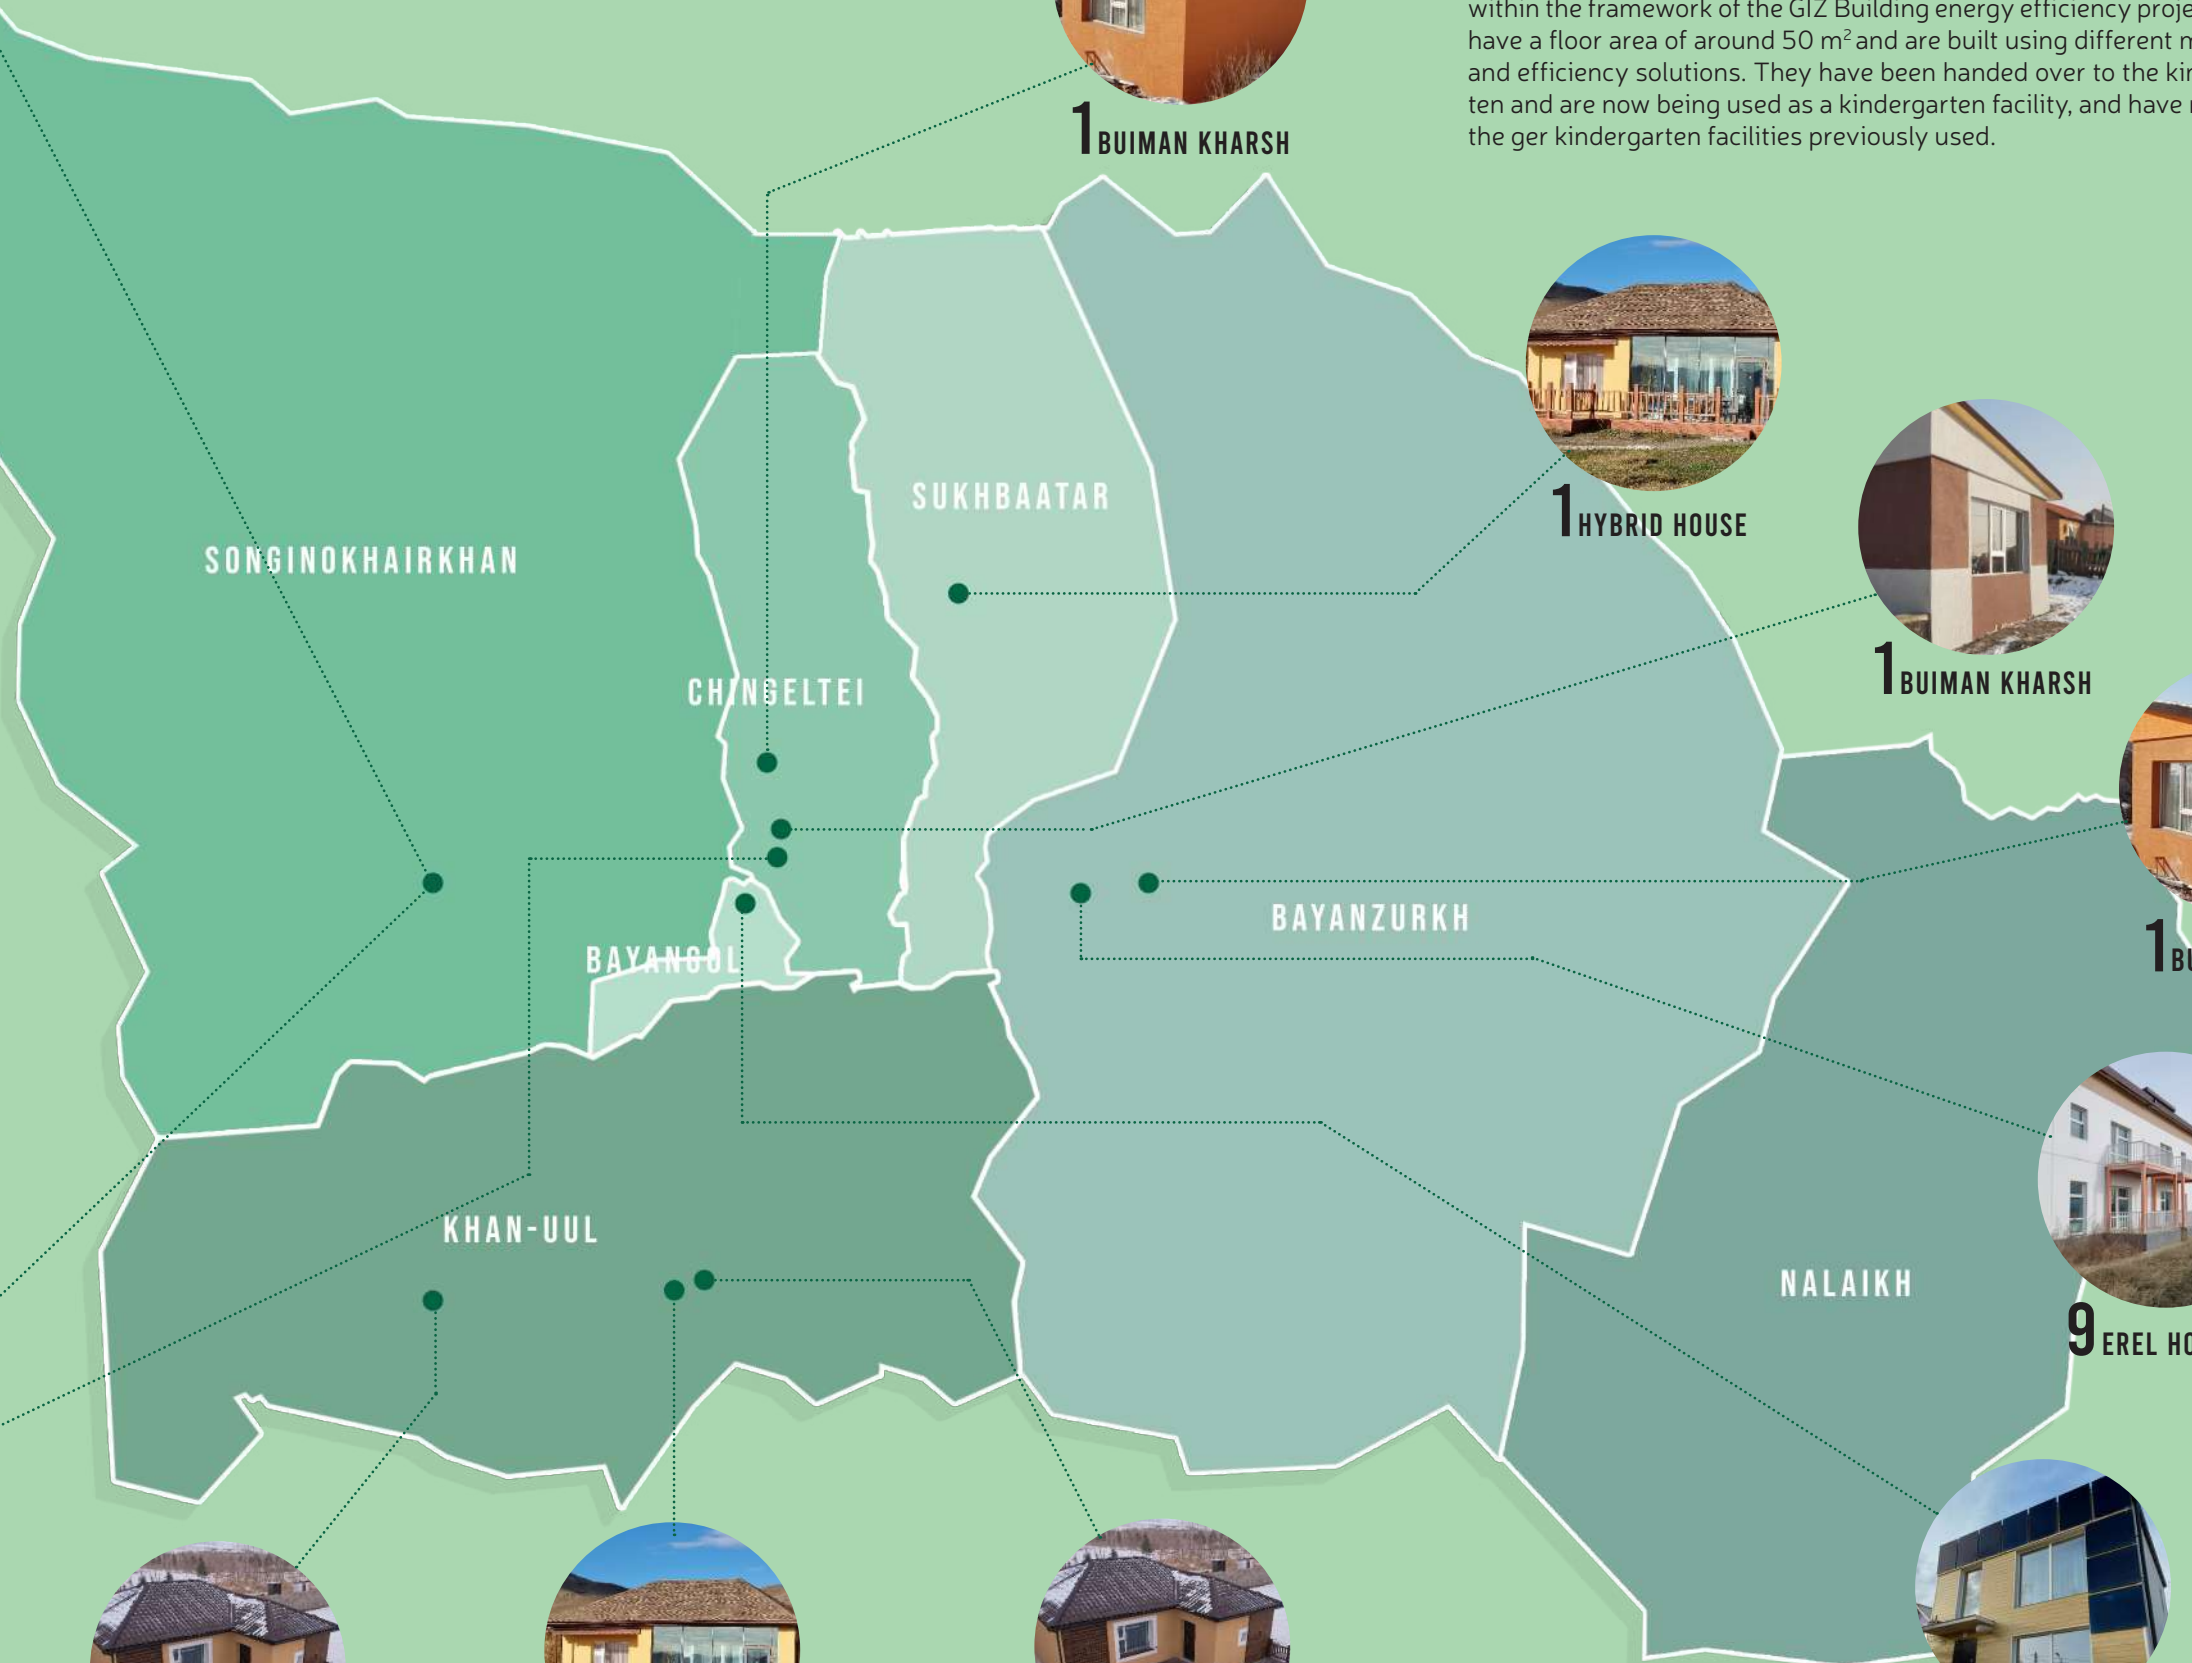 within the framework of the GIZ Building energy efficiency
have a floor area of around 50 m² and are built using different
and efficiency solutions. They have been handed over to the
ten and are now being used as a kindergarten facility, and have
the ger kindergarten facilities previously used.
1 BUIMAN KHARSH
1 HYBRID HOUSE
SUKHBAATAR
SONGINOKHAIRKHAN
1 BUIMAN KHARSH
CHINGELTEI
BAYANZURKH
1
BAYANGOL
KHAN-UUL
NALAIKH
9 EREL